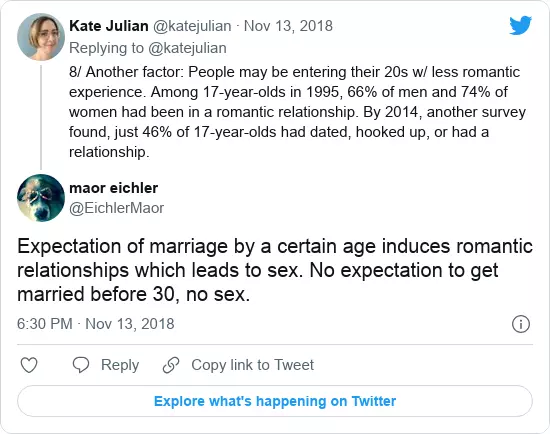 Kate Julian @katejulian · Nov 13, 2018
Replying to @katejulian
8/ Another factor: People may be entering their 20s w/ less romantic
experience. Among 17-year-olds in 1995, 66% of men and 74% of
women had been in a romantic relationship. By 2014, another survey
found, just 46% of 17-year-olds had dated, hooked up, or had a
relationship.
maor eichler
@EichlerMaor
Expectation of marriage by a certain age induces romantic
relationships which leads to sex. No expectation to get
married before 30, no sex.
6:30 PM · Nov 13, 2018
Reply Copy link to Tweet
Explore what's happening on Twitter